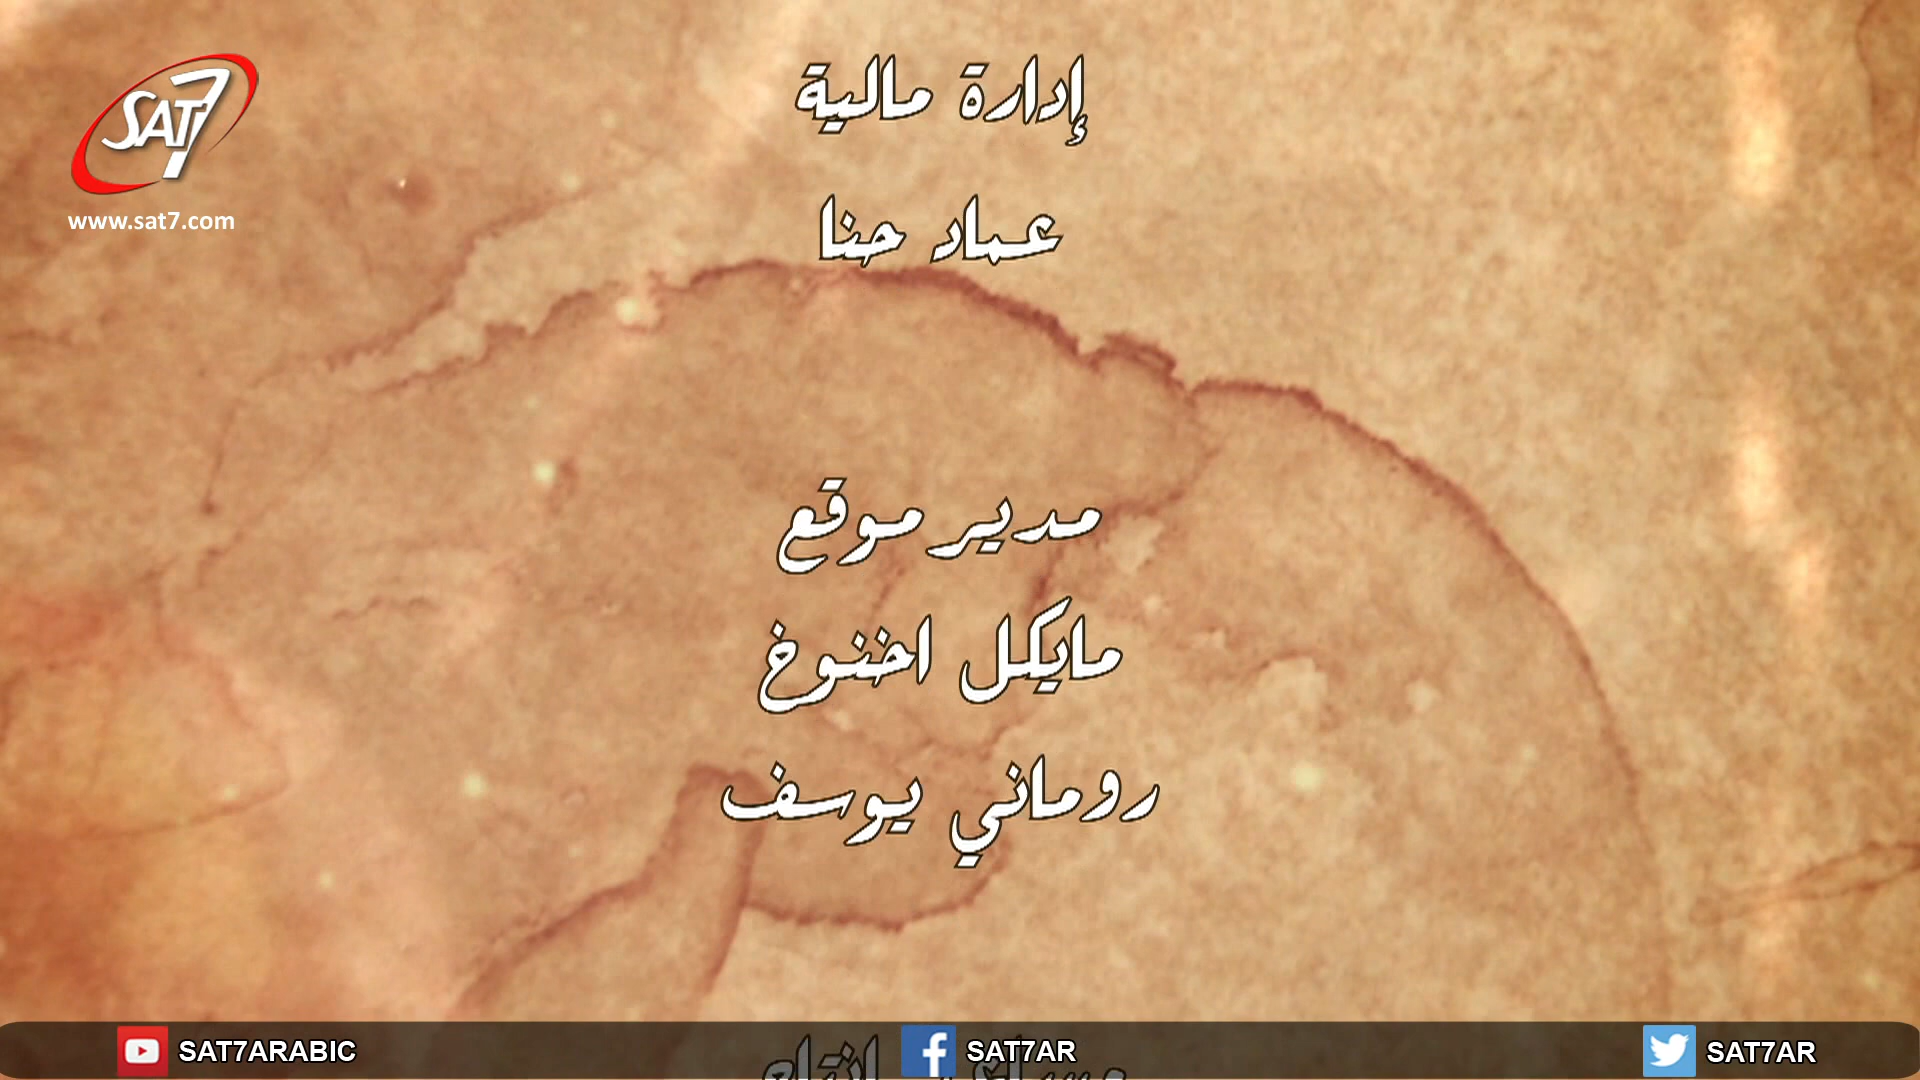 SAT7
www.sat7.com
إدارة مالية
عماد حنا
مدير موقع
مايكل اخنوخ
روماني يوسف
SAT7ARABIC
SAT7AR
SAT7AR